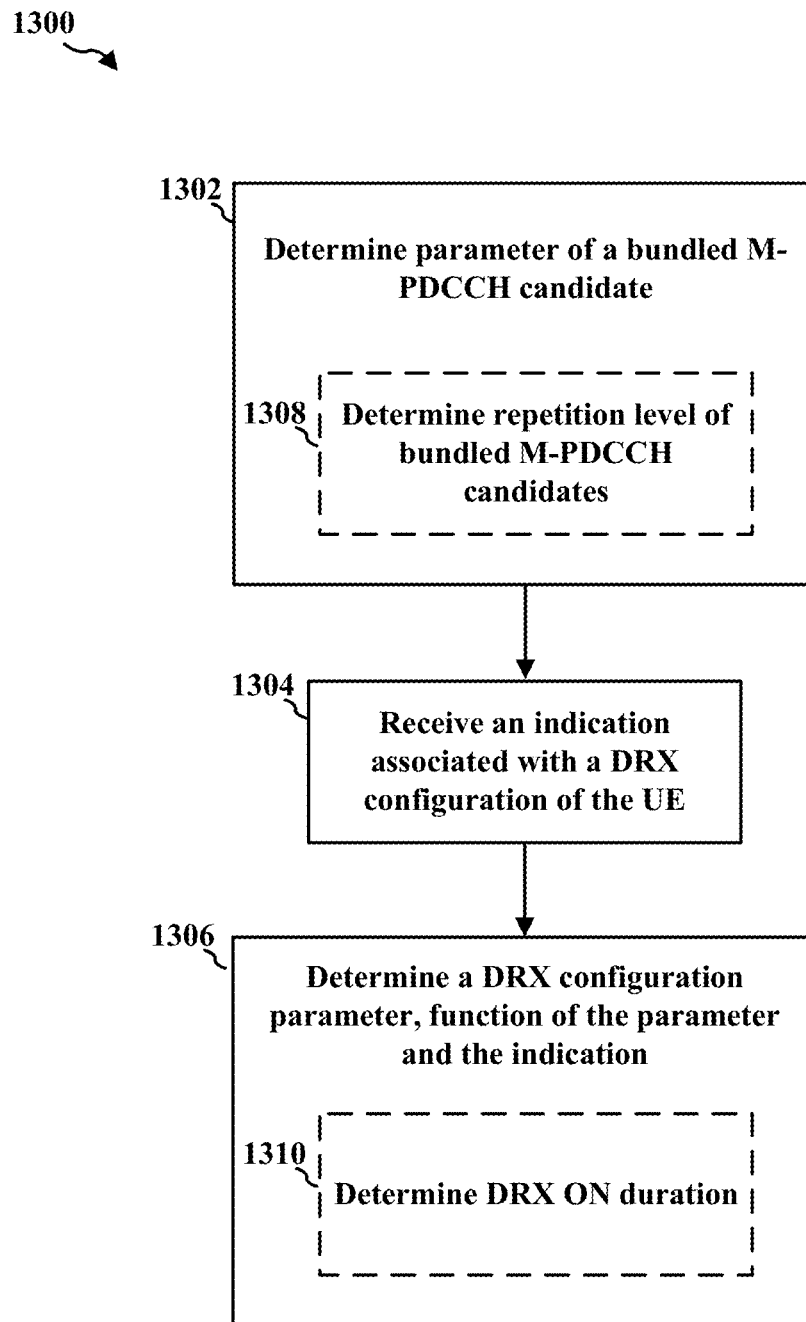 1300
1302
Determine parameter of a bundled M-
PDCCH candidate
1308
Determine repetition level of
bundled M-PDCCH
candidates
1304
Receive an indication
associated with a DRX
configuration of the UE
1306
Determine a DRX configuration
parameter, function of the parameter
and the indication
1310
Determine DRX ON duration